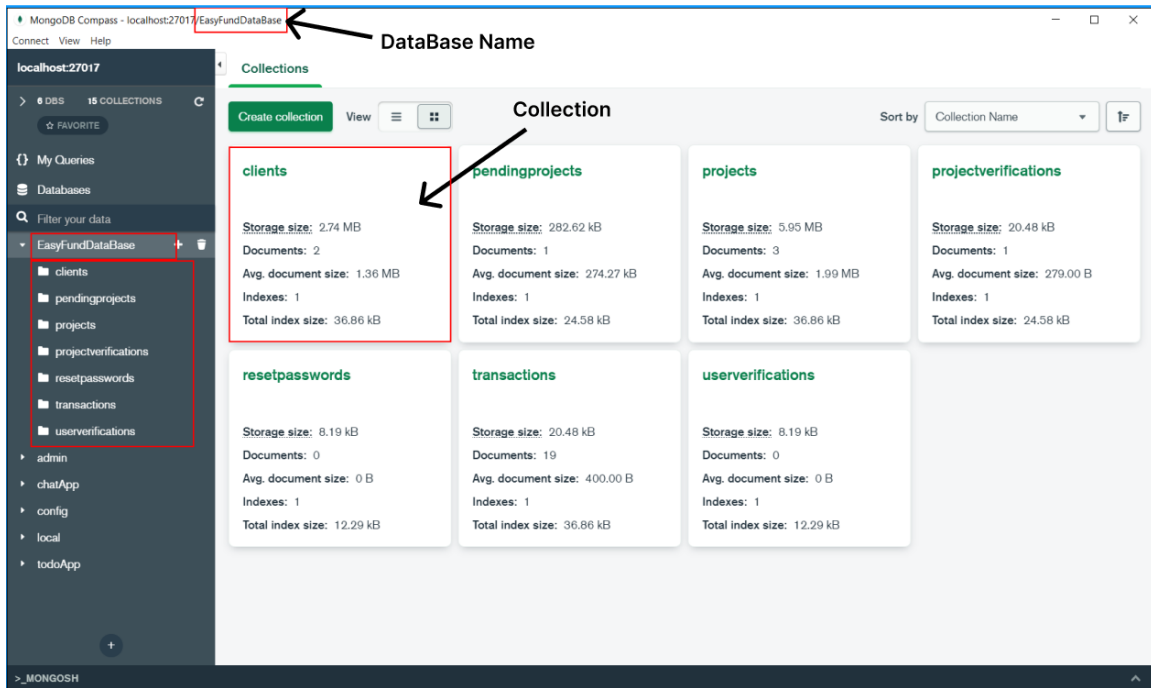 MongoDB Compass - localhost:27017/EasyFundDataBase
Connect View Help
DataBase Name
localhost:27017
Collections
6 DBS 15 COLLECTIONS
FAVORITE
Create collection View
Collection
Sort by Collection Name
{} My Queries
Databases
Filter your data
EasyFundDataBase
clients
pendingprojects
projects
projectverifications
resetpasswords
transactions
userverifications
admin
chatApp
config
local
todoApp
clients
Storage size: 2.74 MB
Documents: 2
Avg. document size: 1.36 MB
Indexes: 1
Total index size: 36.86 kB
pendingprojects
Storage size: 282.62 kB
Documents: 1
Avg. document size: 274.27 kB
Indexes: 1
Total index size: 24.58 kB
projects
Storage size: 5.95 MB
Documents: 3
Avg. document size: 1.99 MB
Indexes: 1
Total index size: 36.86 kB
projectverifications
Storage size: 20.48 kB
Documents: 1
Avg. document size: 279.00 B
Indexes: 1
Total index size: 24.58 kB
resetpasswords
Storage size: 8.19 kB
Documents: 0
Avg. document size: 0 B
Indexes: 1
Total index size: 12.29 kB
transactions
Storage size: 20.48 kB
Documents: 19
Avg. document size: 400.00 B
Indexes: 1
Total index size: 36.86 kB
userverifications
Storage size: 8.19 kB
Documents: 0
Avg. document size: 0 B
Indexes: 1
Total index size: 12.29 kB
>_MONGOSH